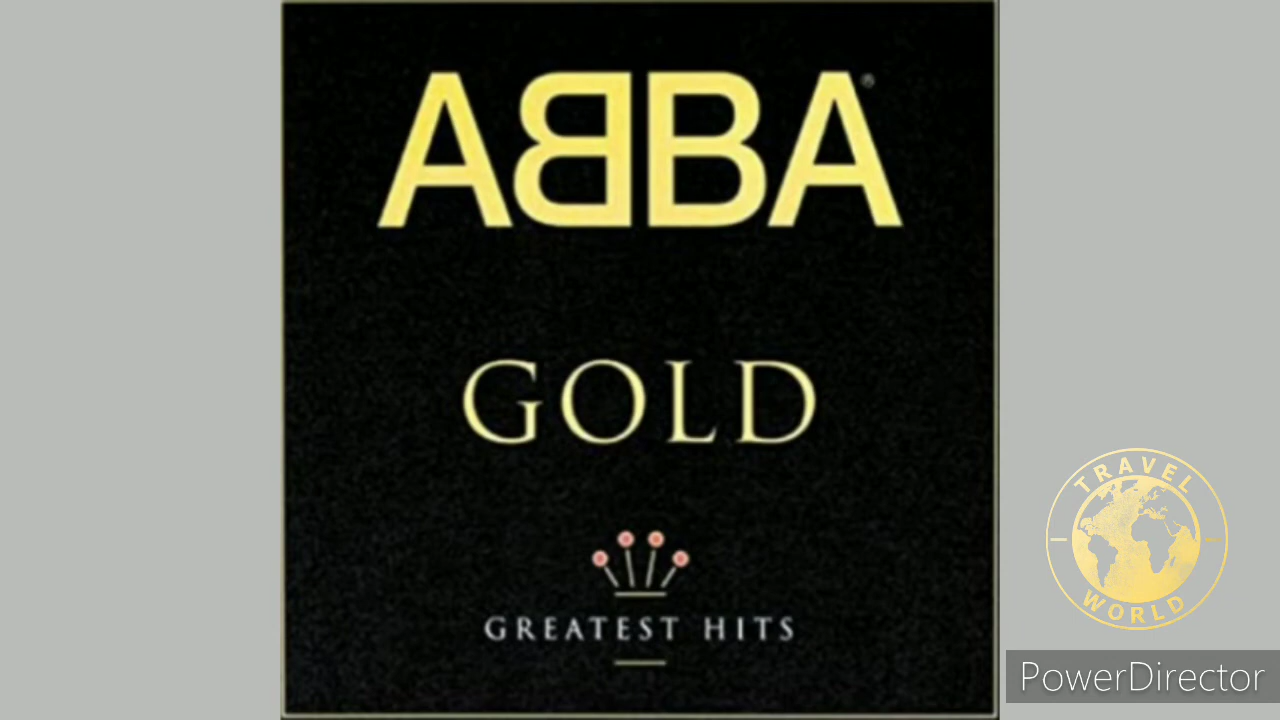 ABBA®
GOLD
GREATEST HITS
TRAVEL
WORLD
PowerDirector